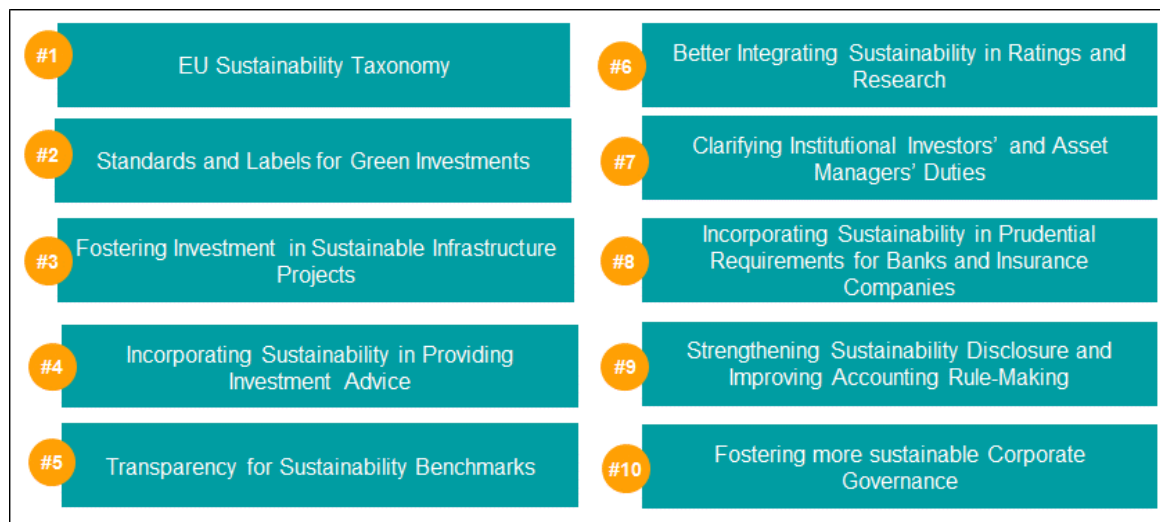 #1
EU Sustainability Taxonomy
#2
Standards and Labels for Green Investments
#3
Fostering Investment in Sustainable Infrastructure
Projects
#4
Incorporating Sustainability in Providing
Investment Advice
#5
Transparency for Sustainability Benchmarks
#6
Better Integrating Sustainability in Ratings and
Research
#7
Clarifying Institutional Investors’ and Asset
Managers’ Duties
#8
Incorporating Sustainability in Prudential
Requirements for Banks and Insurance
Companies
#9
Strengthening Sustainability Disclosure and
Improving Accounting Rule-Making
#10
Fostering more sustainable Corporate
Governance